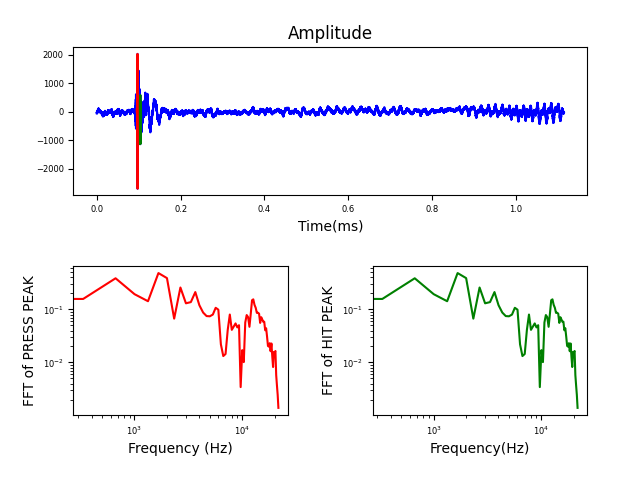 Amplitude
2000
1000
0
−1000
−2000
0.0 0.2 0.4 0.6 0.8 1.0
Time(ms)
FFT of PRESS PEAK
10⁻¹
10⁻²
10³ 10⁴
Frequency (Hz)
FFT of HIT PEAK
10⁻¹
10⁻²
10³ 10⁴
Frequency(Hz)